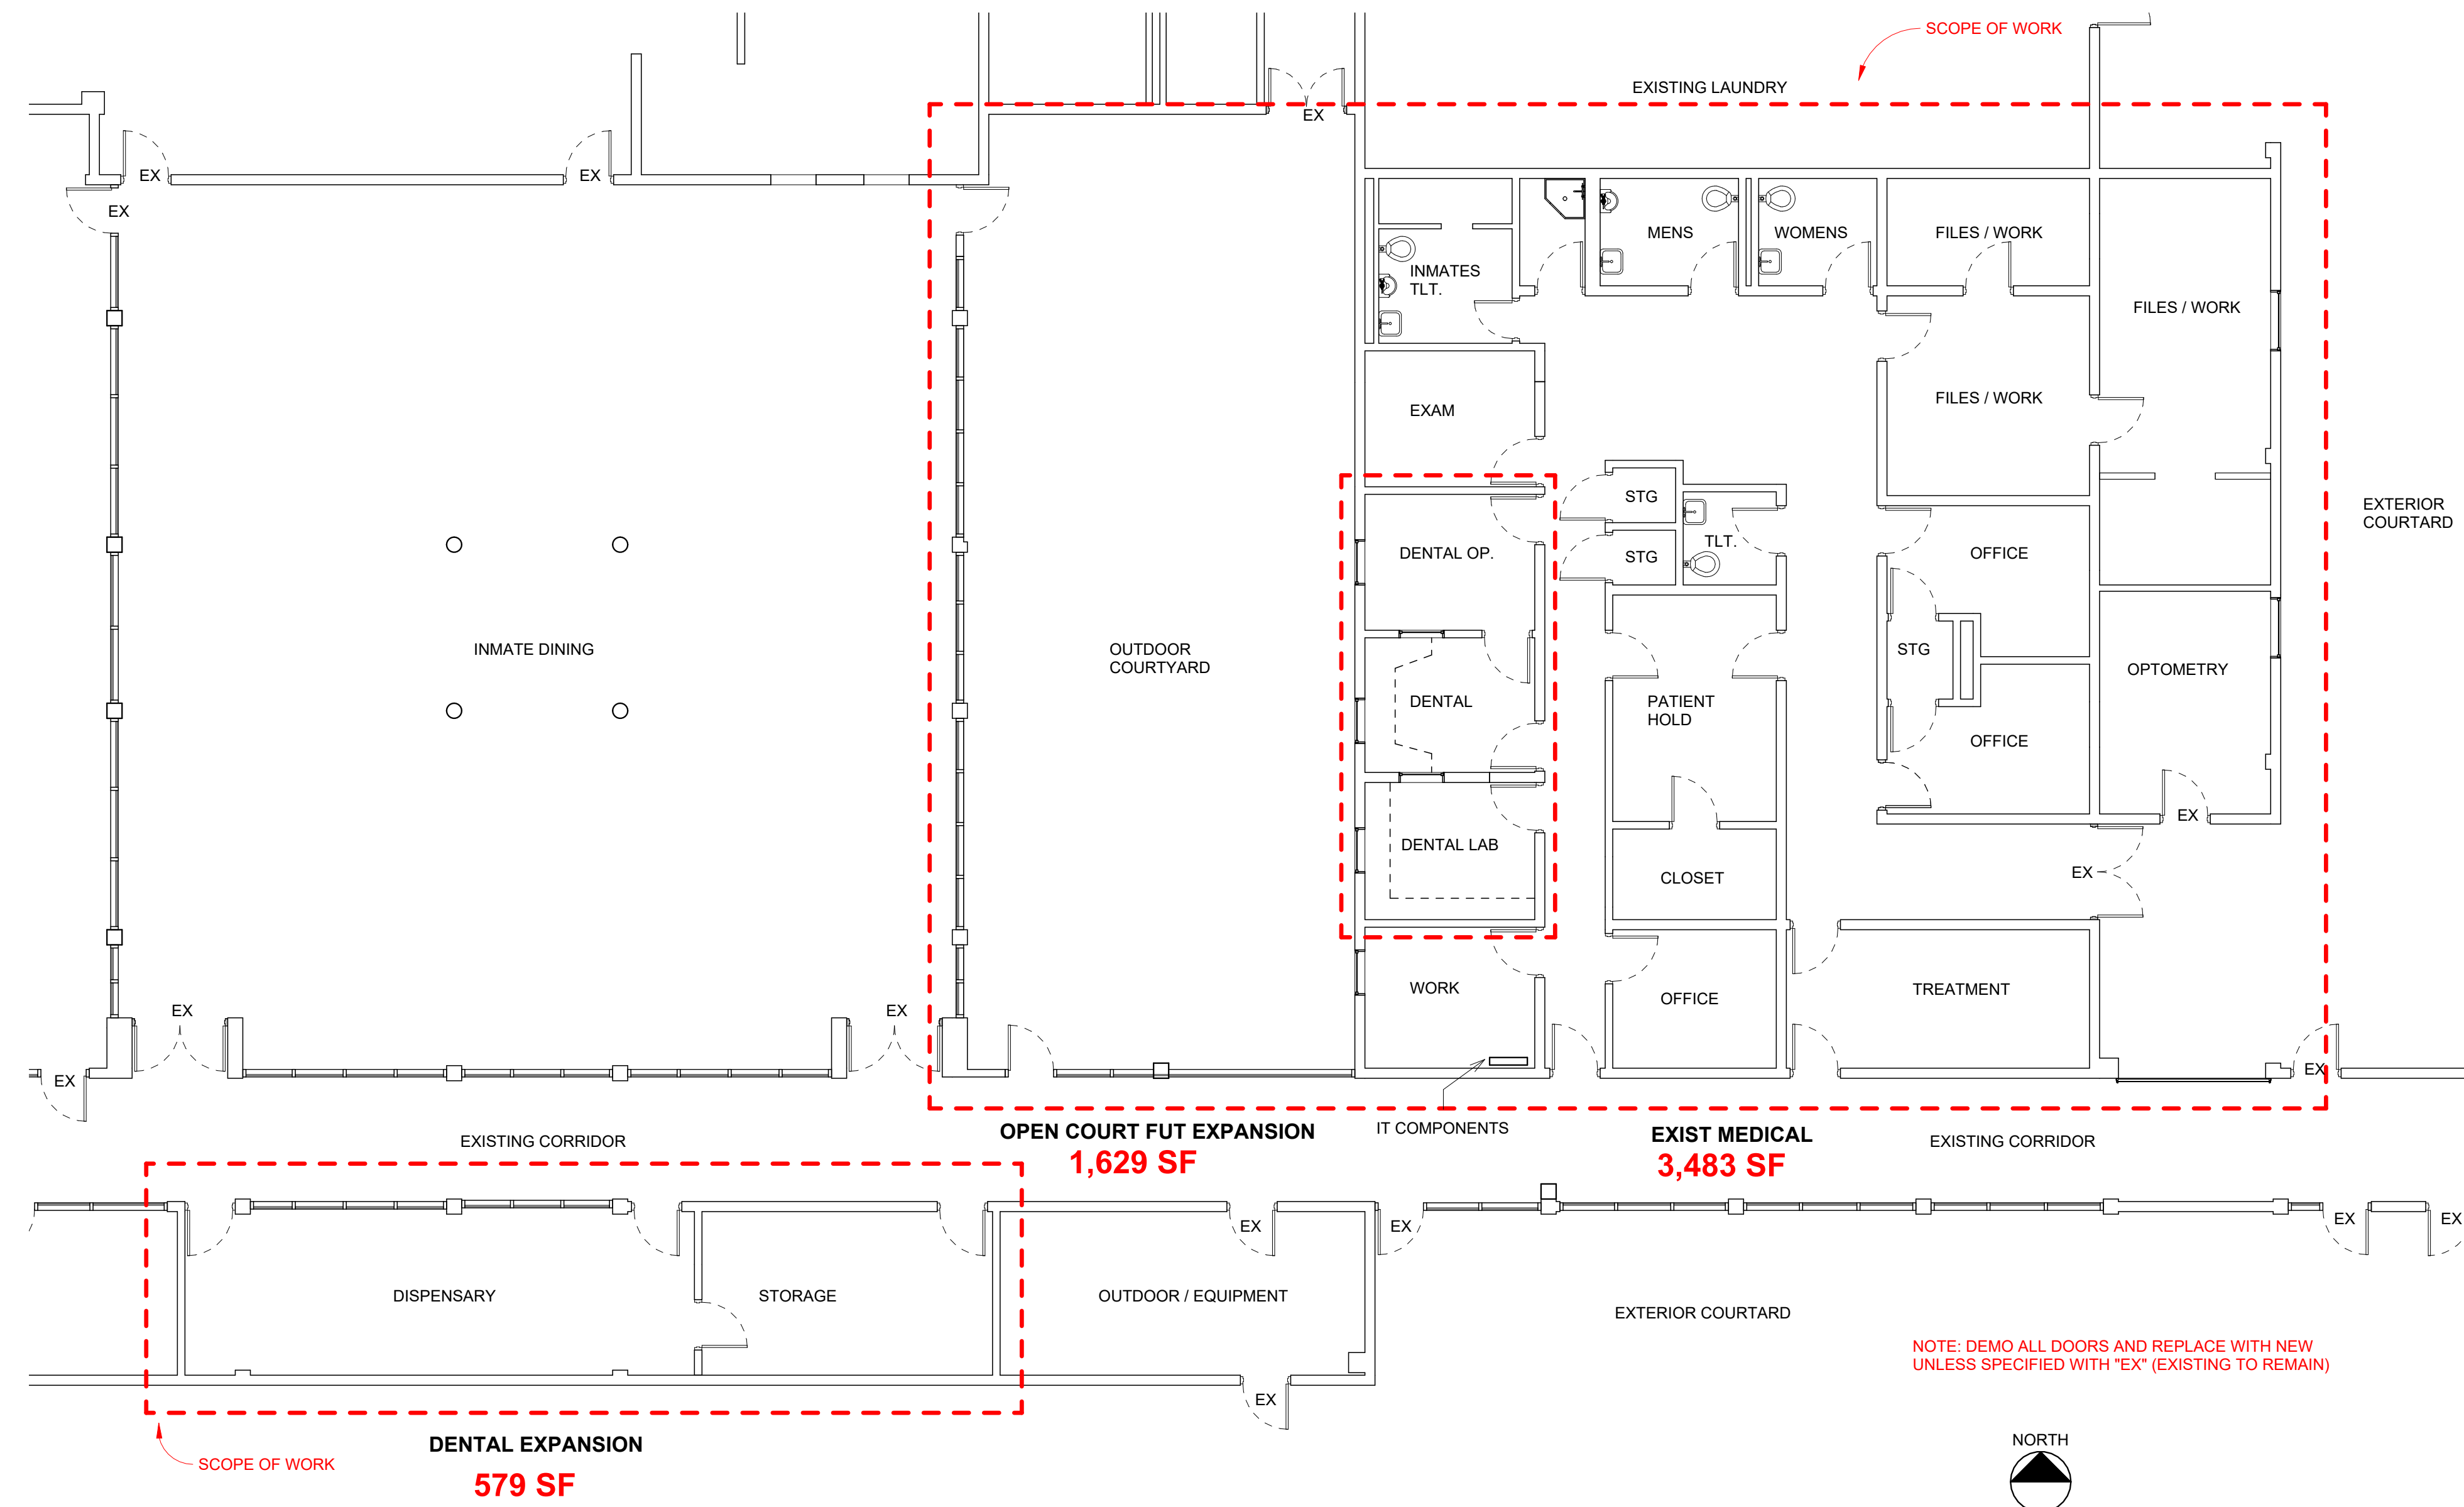 SCOPE OF WORK
EXISTING LAUNDRY
EX
EX
EX
EX
INMATES
TLT.
MENS
WOMENS
FILES / WORK
FILES / WORK
FILES / WORK
EXAM
STG
STG
TLT.
DENTAL OP.
OFFICE
EXTERIOR
COURTARD
INMATE DINING
OUTDOOR
COURTYARD
STG
OPTOMETRY
DENTAL
PATIENT
HOLD
OFFICE
EX
DENTAL LAB
CLOSET
EX
WORK
OFFICE
TREATMENT
EX
EX
EX
EX
IT COMPONENTS
EXISTING CORRIDOR
OPEN COURT FUT EXPANSION
1,629 SF
EXIST MEDICAL
3,483 SF
EXISTING CORRIDOR
EX
EX
EX
EX
DISPENSARY
STORAGE
OUTDOOR / EQUIPMENT
EXTERIOR COURTARD
NOTE: DEMO ALL DOORS AND REPLACE WITH NEW
UNLESS SPECIFIED WITH "EX" (EXISTING TO REMAIN)
EX
DENTAL EXPANSION
579 SF
SCOPE OF WORK
NORTH